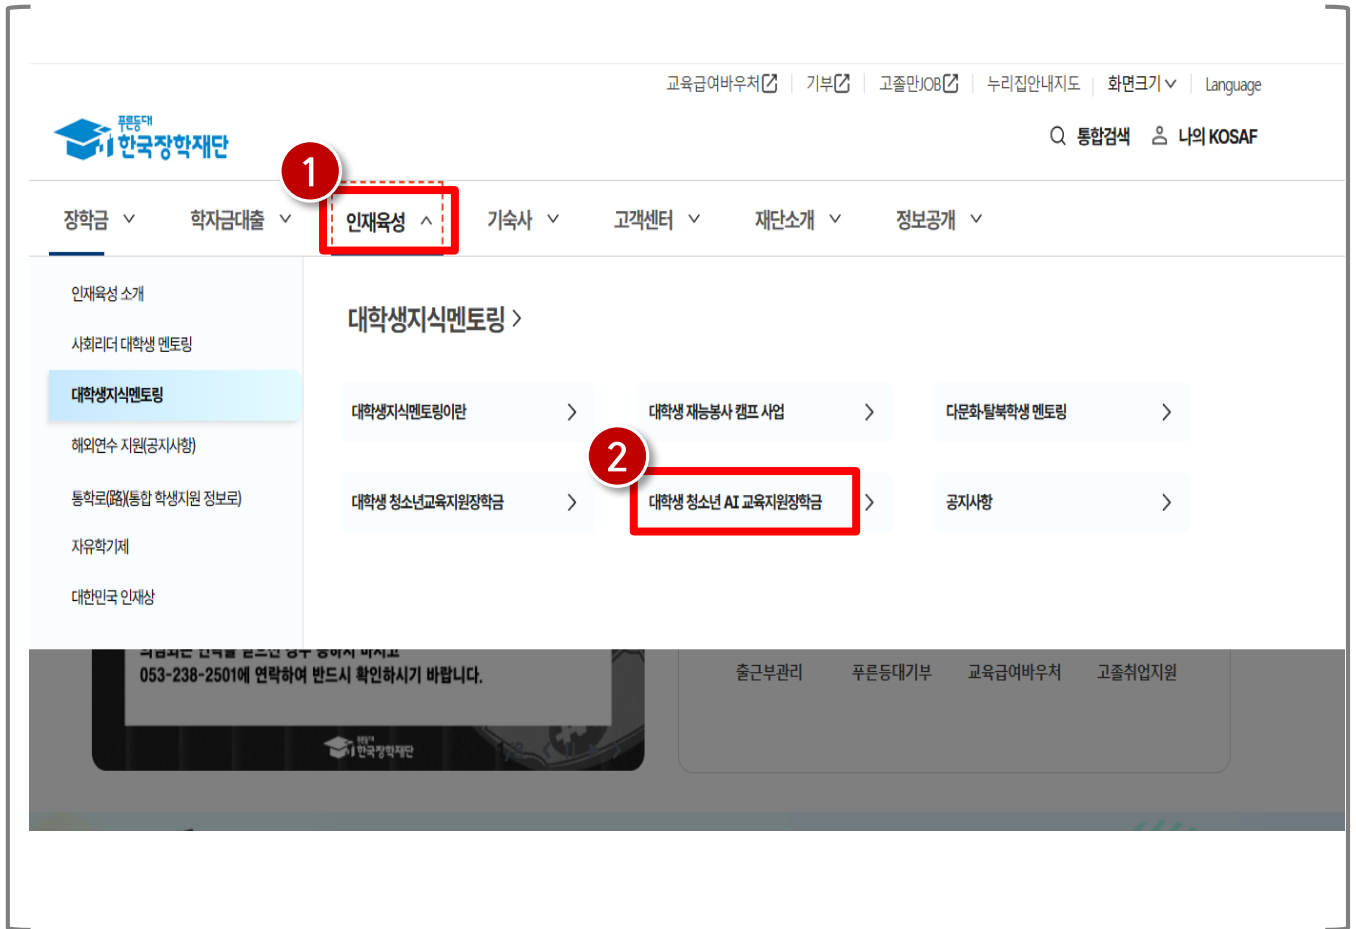 교육급여바우처 기부 고졸만JOB 누리집안내지도 화면크기 Language
푸른등대
한국장학재단
통합검색 나의 KOSAF
1
장학금 학자금대출 인재육성 기숙사 고객센터 재단소개 정보공개
인재육성 소개
사회리더 대학생 멘토링
대학생지식멘토링
해외연수 지원(공지사항)
통학로(路)(통합 학생지원 정보로)
자유학기제
대한민국 인재상
대학생지식멘토링
대학생지식멘토링이란 대학생 재능봉사 캠프 사업 다문화·탈북학생 멘토링
2
대학생 청소년교육지원장학금 대학생 청소년 AI 교육지원장학금 공지사항
053-238-2501에 연락하여 반드시 확인하시기 바랍니다.
푸른등대
한국장학재단
출근부관리 푸른등대기부 교육급여바우처 고졸취업지원